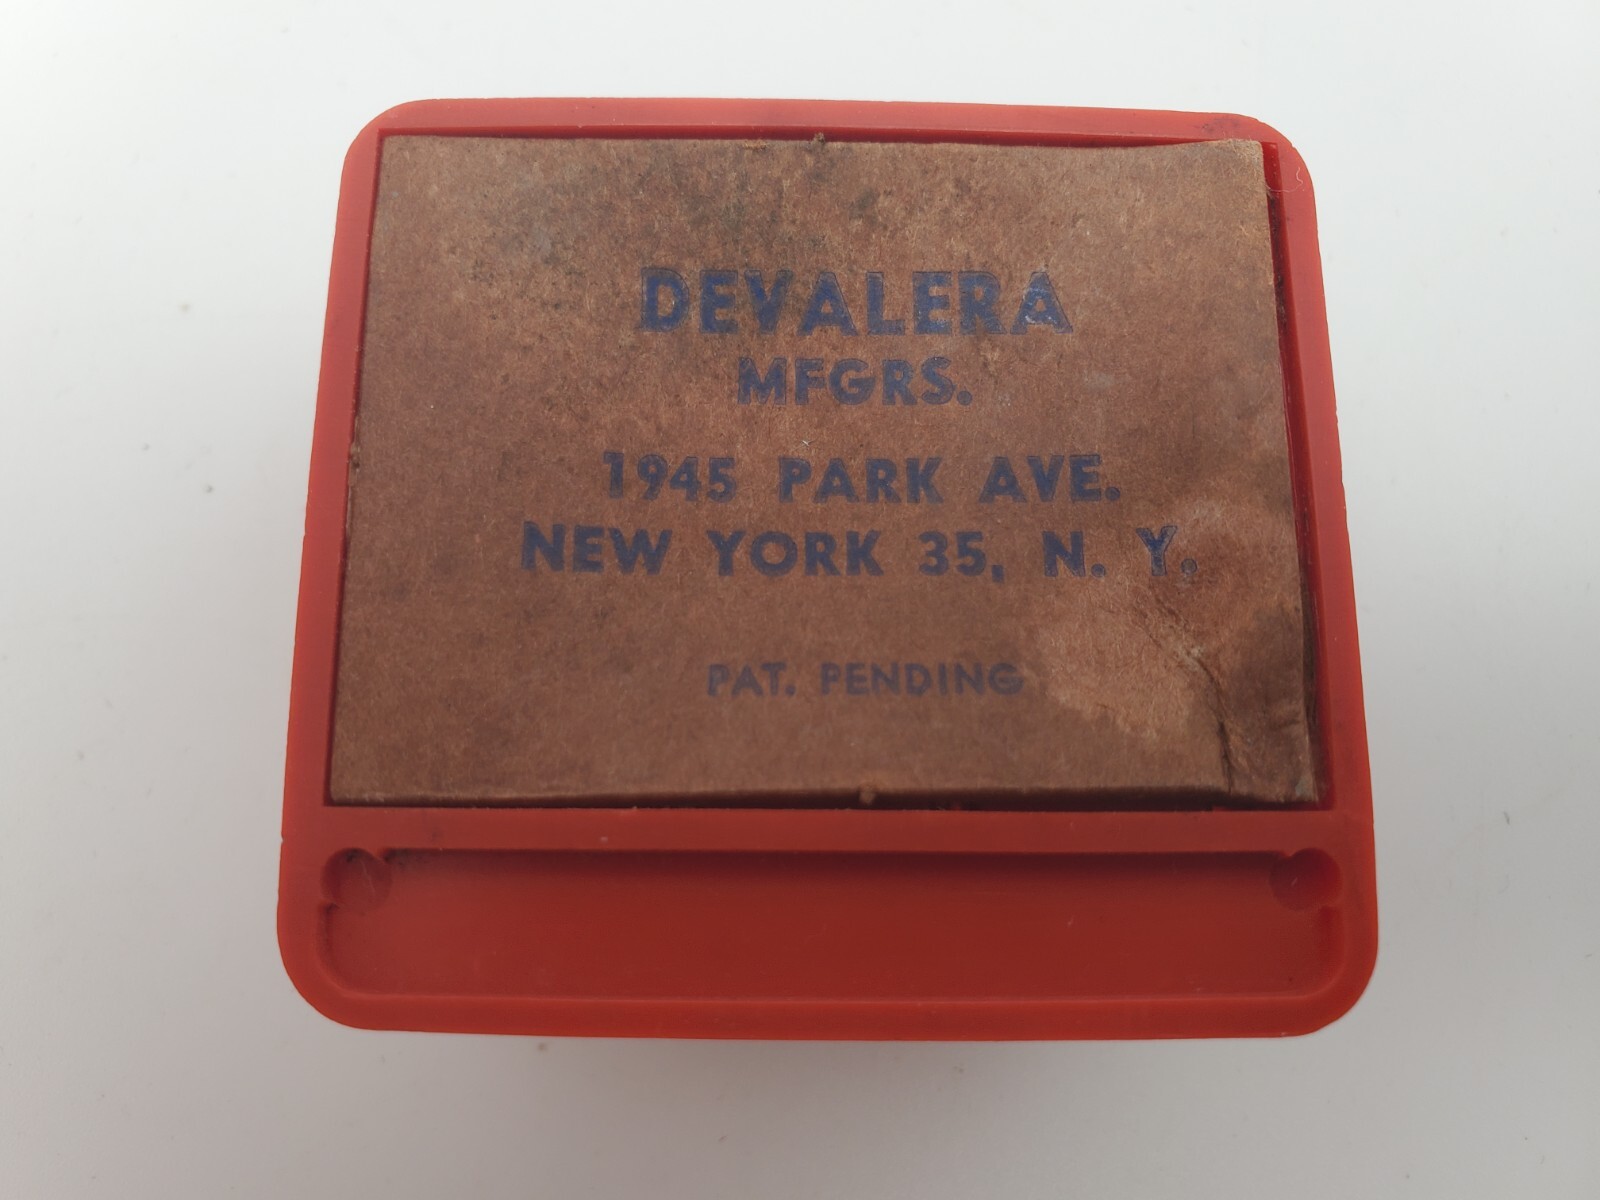 DEVALERA
MFGRS.
1945 PARK AVE.
NEW YORK 35, N. Y.
PAT. PENDING